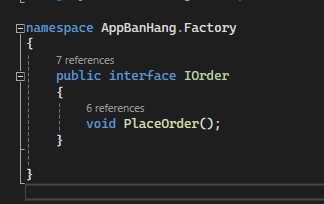 namespace AppBanHang.Factory
{
7 references
public interface IOrder
{
6 references
void PlaceOrder();
}
}